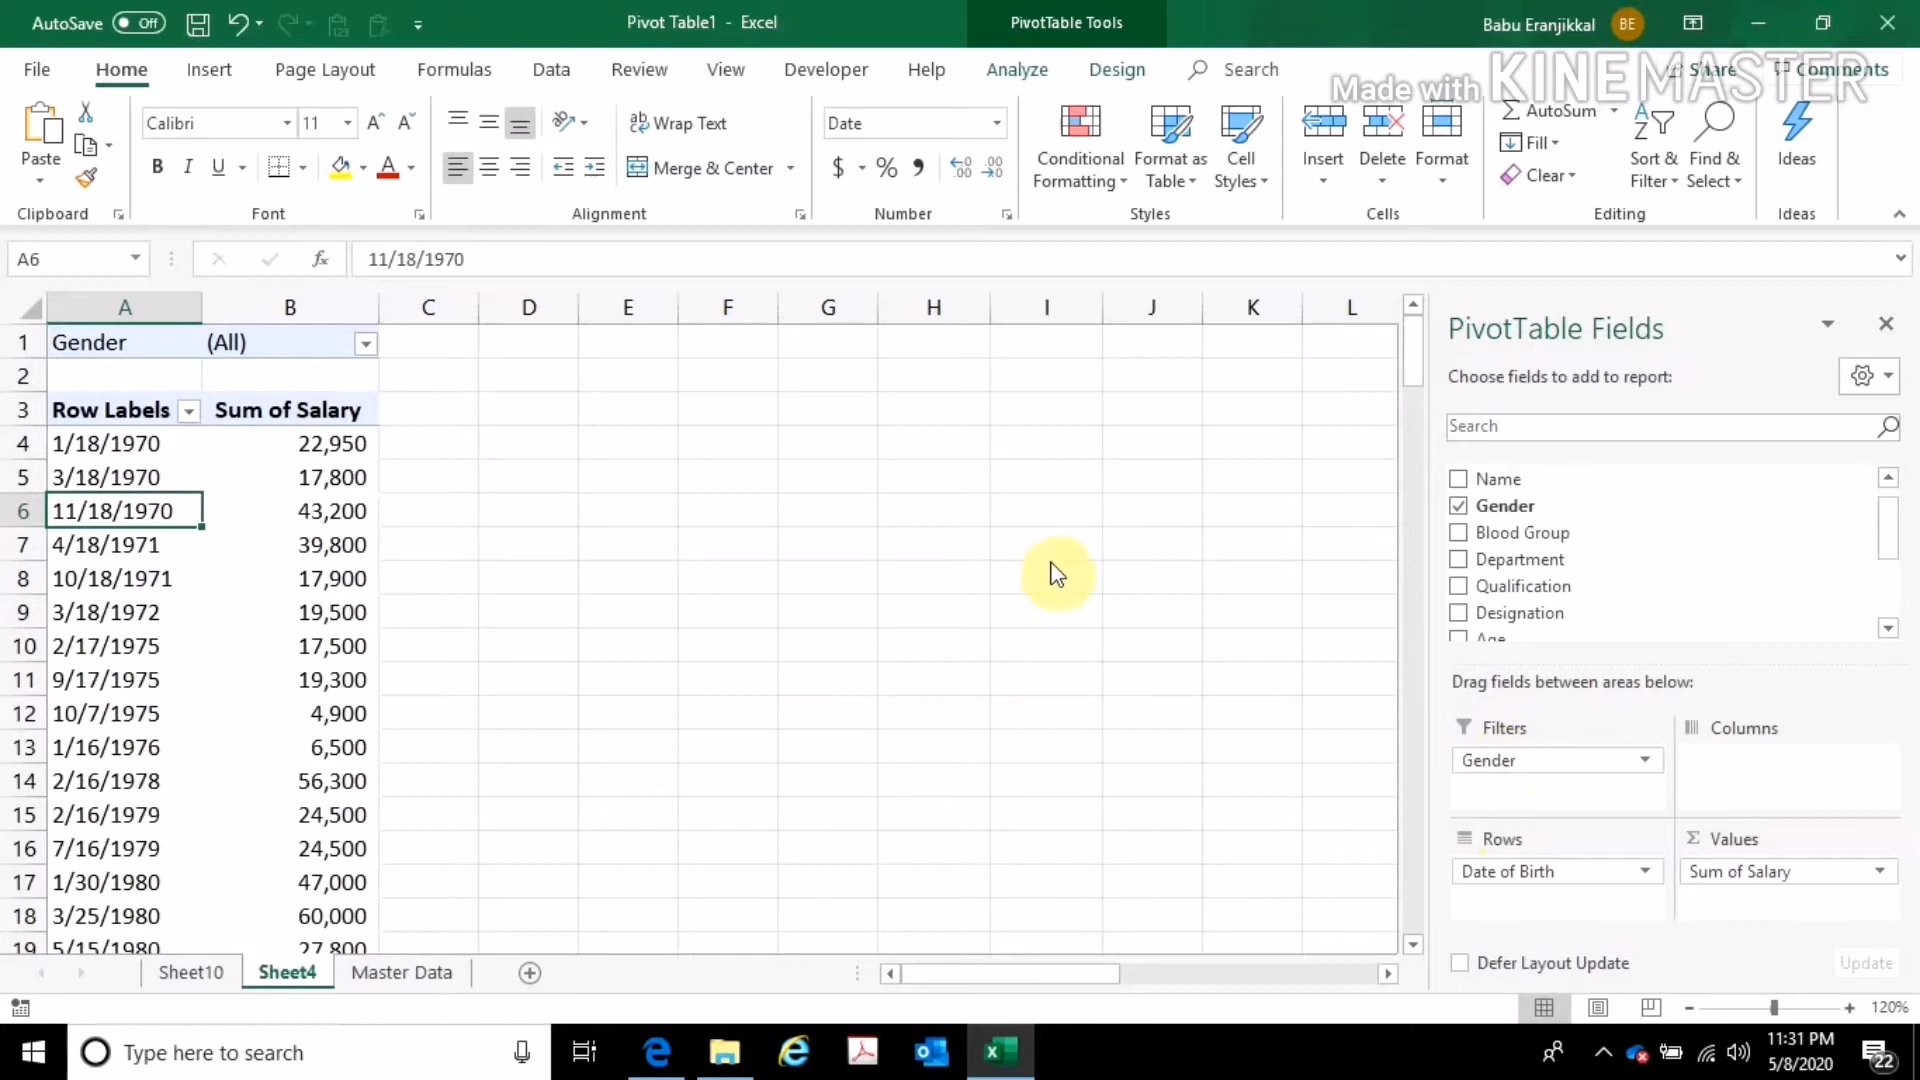 AutoSave Off
Pivot Table1 - Excel
PivotTable Tools
Babu Eranjikkal BE
File Home Insert Page Layout Formulas Data Review View Developer Help Analyze Design Search Share Comments
Made with KINEMASTER
Calibri 11
Wrap Text
Date
AutoSum
Fill
Clear
Paste
B I U
Merge & Center
$ % ,
Conditional Formatting
Format as Table
Cell Styles
Insert
Delete
Format
Sort & Filter
Find & Select
Ideas
Clipboard Font Alignment Number Styles Cells Editing Ideas
A6 fx 11/18/1970
A B C D E F G H I J K L
1 Gender (All)
2
3 Row Labels Sum of Salary
4 1/18/1970 22,950
5 3/18/1970 17,800
6 11/18/1970 43,200
7 4/18/1971 39,800
8 10/18/1971 17,900
9 3/18/1972 19,500
10 2/17/1975 17,500
11 9/17/1975 19,300
12 10/7/1975 4,900
13 1/16/1976 6,500
14 2/16/1978 56,300
15 2/16/1979 24,500
16 7/16/1979 24,500
17 1/30/1980 47,000
18 3/25/1980 60,000
19 5/15/1980 27,800
PivotTable Fields
Choose fields to add to report:
Search
Name
Gender
Blood Group
Department
Qualification
Designation
Age
Drag fields between areas below:
Filters
Gender
Columns
Rows
Date of Birth
Values
Sum of Salary
Defer Layout Update
Update
Sheet10 Sheet4 Master Data
120%
Type here to search
11:31 PM
5/8/2020
22